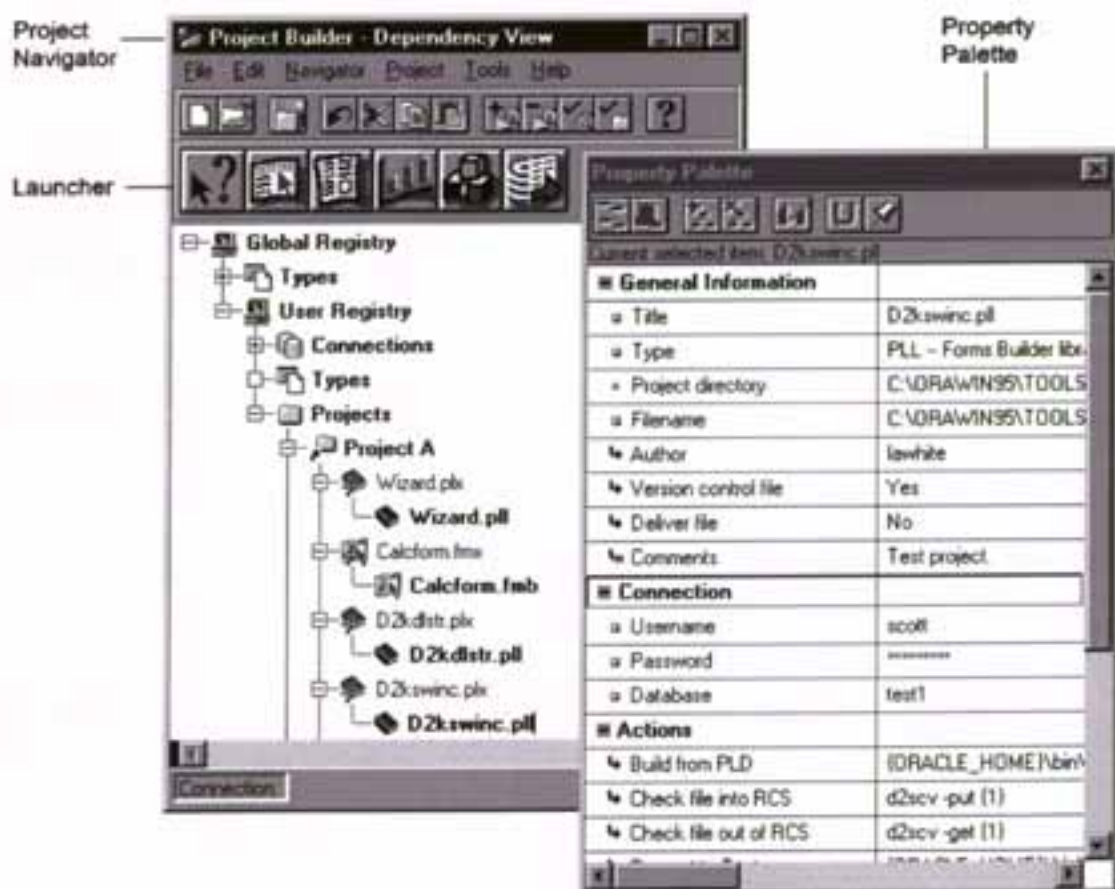 Project
Navigator
Project Builder - Dependency View
File Edit Navigator Project Tools Help
Launcher
Global Registry
Types
User Registry
Connections
Types
Projects
Project A
Wizard.plx
Wizard.pll
Calcform.fmx
Calcform.fmb
D2kdlstr.plx
D2kdlstr.pll
D2kswinc.plx
D2kswinc.pll
Connection
Property
Palette
Property Palette
Current selected item: D2kswinc.pll
General Information
Title D2kswinc.pll
Type PLL - Forms Builder libr
Project directory C:\ORAWIN95\TOOLS
Filename C:\ORAWIN95\TOOLS
Author lawhite
Version control file Yes
Deliver file No
Comments Test project
Connection
Username scott
Password *********
Database test1
Actions
Build from PLD {ORACLE_HOME}\bin\
Check file into RCS d2scv -put {1}
Check file out of RCS d2scv -get {1}